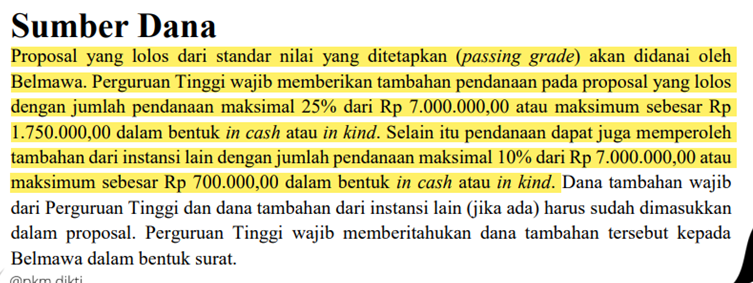 Sumber Dana
Proposal yang lolos dari standar nilai yang ditetapkan (passing grade) akan didanai oleh
Belmawa. Perguruan Tinggi wajib memberikan tambahan pendanaan pada proposal yang lolos
dengan jumlah pendanaan maksimal 25% dari Rp 7.000.000,00 atau maksimum sebesar Rp
1.750.000,00 dalam bentuk in cash atau in kind. Selain itu pendanaan dapat juga memperoleh
tambahan dari instansi lain dengan jumlah pendanaan maksimal 10% dari Rp 7.000.000,00 atau
maksimum sebesar Rp 700.000,00 dalam bentuk in cash atau in kind. Dana tambahan wajib
dari Perguruan Tinggi dan dana tambahan dari instansi lain (jika ada) harus sudah dimasukkan
dalam proposal. Perguruan Tinggi wajib memberitahukan dana tambahan tersebut kepada
Belmawa dalam bentuk surat.
@pkm.dikti